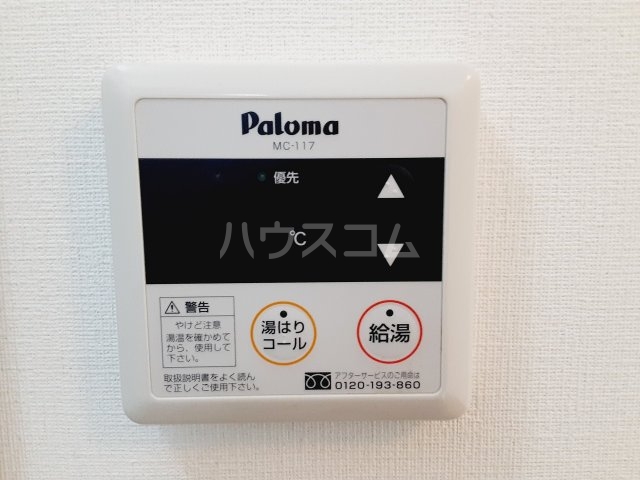 Paloma
MC-117
優先
℃
ハウスコム
⚠ 警告
やけど注意
湯温を確かめて
から、使用して
下さい。
取扱説明書をよく読ん
で正しくご使用下さい。
湯はり
コール
給湯
アフターサービスのご用命は
0120-193-860